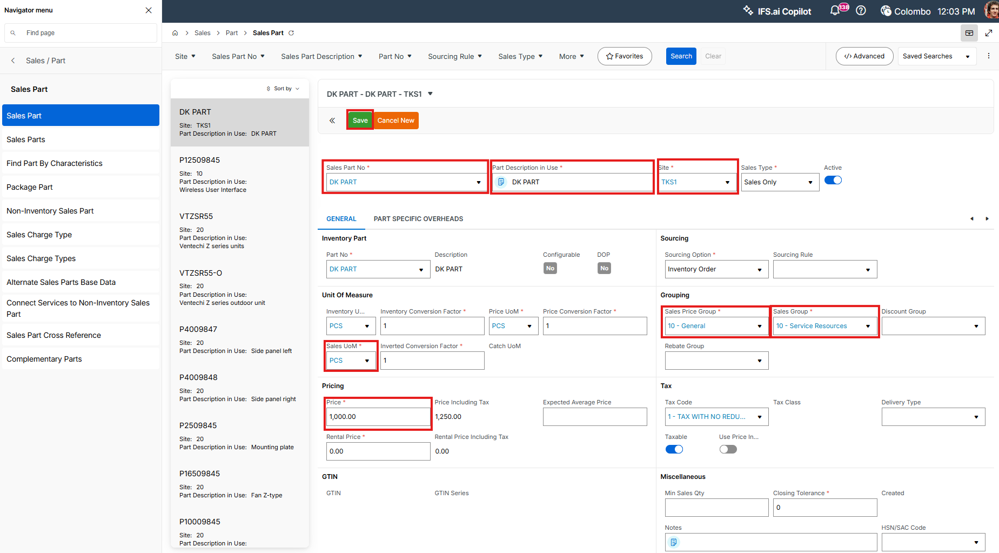 Navigator menu
IFS.ai Copilot
138
Colombo 12:03 PM
Find page
Sales / Part
Sales Part
Sales Part
Sales Parts
Find Part By Characteristics
Package Part
Non-Inventory Sales Part
Sales Charge Type
Sales Charge Types
Alternate Sales Parts Base Data
Connect Services to Non-Inventory Sales
Part
Sales Part Cross Reference
Complementary Parts
Sales > Part > Sales Part
Site Sales Part No Sales Part Description Part No Sourcing Rule Sales Type More Favorites Search Clear </> Advanced Saved Searches
Sort by
DK PART
Site: TKS1
Part Description in Use: DK PART
P12509845
Site: 10
Part Description in Use:
Wireless User Interface
VTZSR55
Site: 20
Part Description in Use:
Ventechi Z series units
VTZSR55-O
Site: 20
Part Description in Use:
Ventechi Z series outdoor unit
P4009847
Site: 20
Part Description in Use: Side panel left
P4009848
Site: 20
Part Description in Use: Side panel right
P2509845
Site: 20
Part Description in Use: Mounting plate
P16509845
Site: 20
Part Description in Use: Fan Z-type
P10009845
Site: 20
Part Description in Use:
DK PART - DK PART - TKS1
Save Cancel New
Sales Part No * Part Description in Use * Site * Sales Type * Active
DK PART DK PART TKS1 Sales Only
GENERAL PART SPECIFIC OVERHEADS
Inventory Part
Part No * Description Configurable DOP
DK PART DK PART No No
Sourcing
Sourcing Option * Sourcing Rule
Inventory Order
Unit Of Measure
Inventory U... Inventory Conversion Factor * Price UoM * Price Conversion Factor *
PCS 1 PCS 1
Sales UoM * Inverted Conversion Factor * Catch UoM
PCS 1
Grouping
Sales Price Group * Sales Group * Discount Group
10 - General 10 - Service Resources
Rebate Group
Pricing
Price * Price Including Tax Expected Average Price
1,000.00 1,250.00
Rental Price * Rental Price Including Tax
0.00 0.00
Tax
Tax Code Tax Class Delivery Type
1 - TAX WITH NO REDU...
Taxable Use Price In...
GTIN
GTIN GTIN Series
Miscellaneous
Min Sales Qty Closing Tolerance * Created
0
Notes HSN/SAC Code